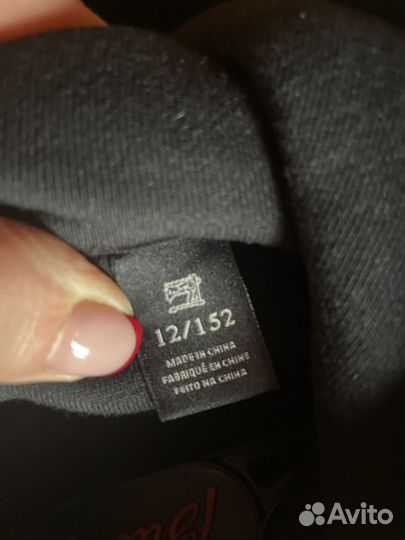 12/152
MADE IN CHINA
FABRIQUÉ EN CHINE
FEITO NA CHINA
Avito